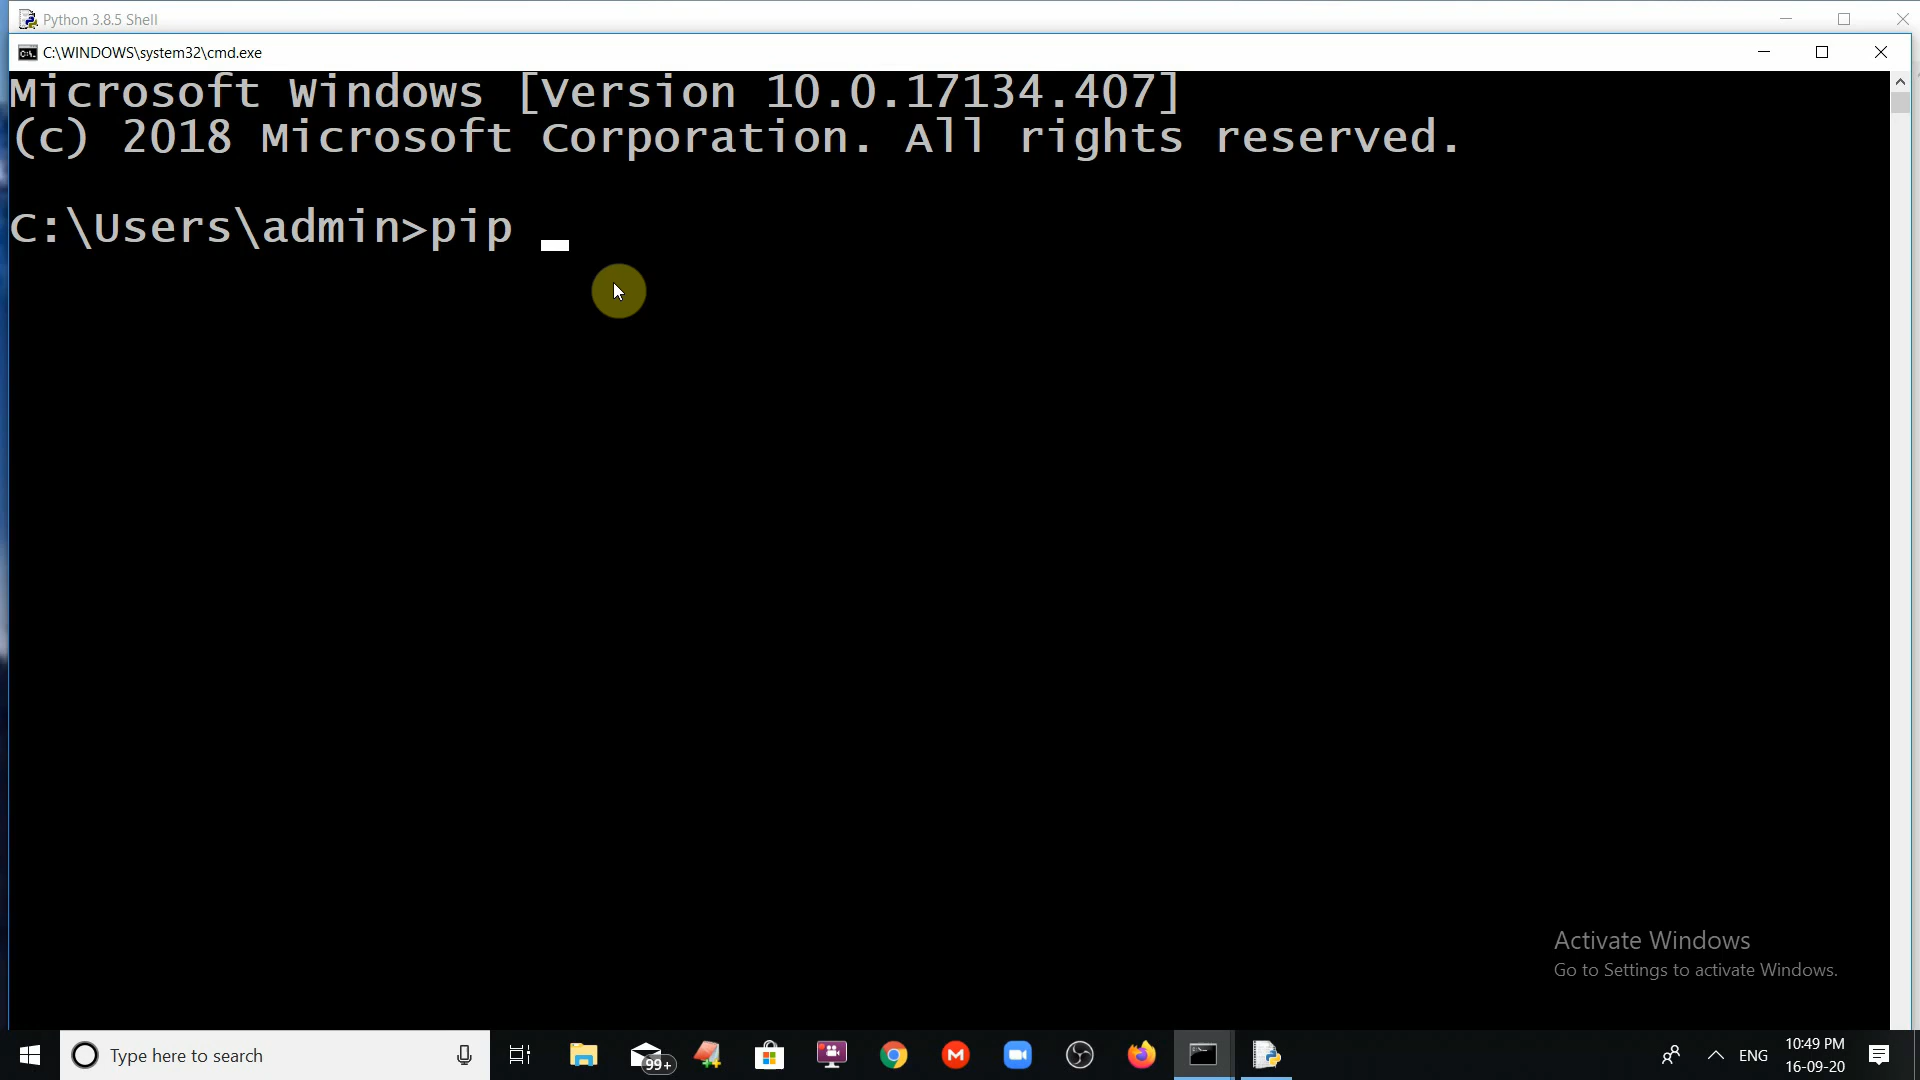 Python 3.8.5 Shell
C:\WINDOWS\system32\cmd.exe
Microsoft Windows [Version 10.0.17134.407]
(c) 2018 Microsoft Corporation. All rights reserved.
C:\Users\admin>pip
Activate Windows
Go to Settings to activate Windows.
Type here to search
99+
ENG
10:49 PM
16-09-20